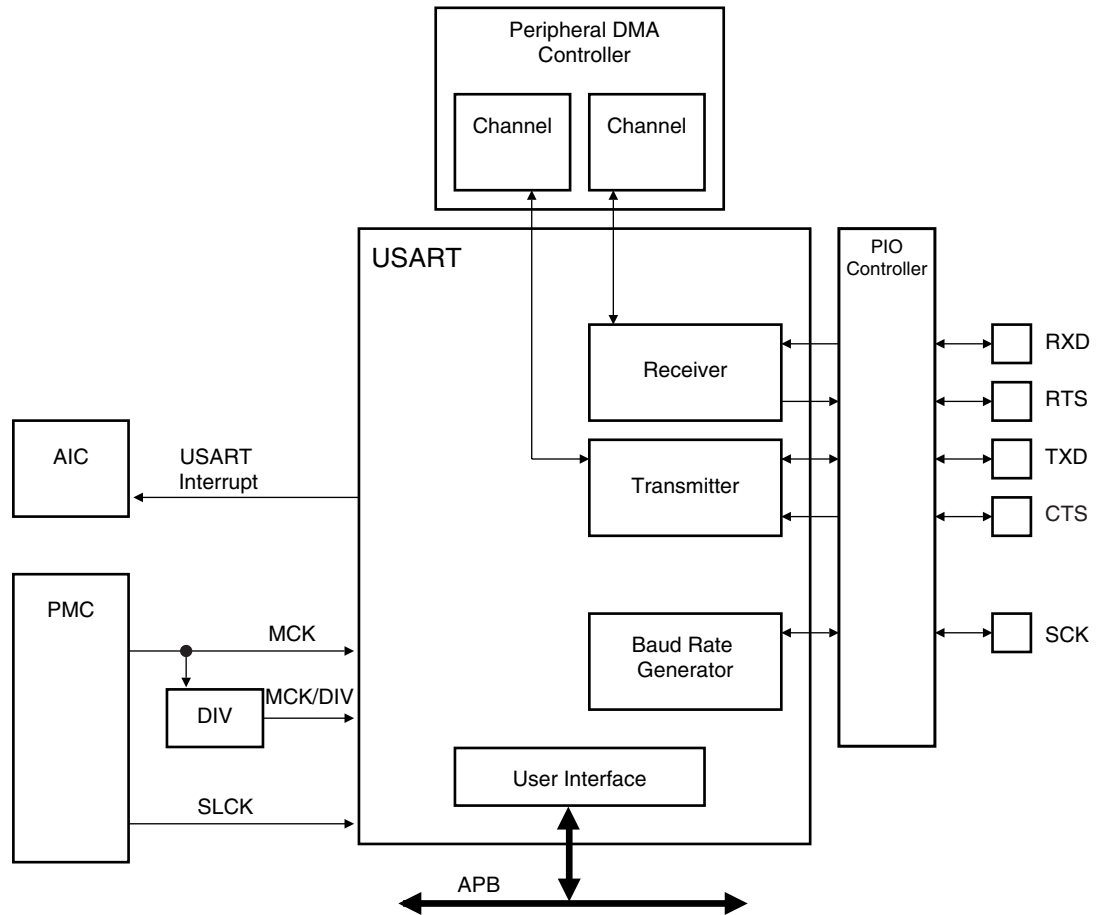 Peripheral DMA
Controller
Channel
Channel
USART
PIO
Controller
Receiver
RXD
RTS
AIC
USART
Interrupt
Transmitter
TXD
CTS
PMC
MCK
Baud Rate
Generator
SCK
DIV
MCK/DIV
User Interface
SLCK
APB